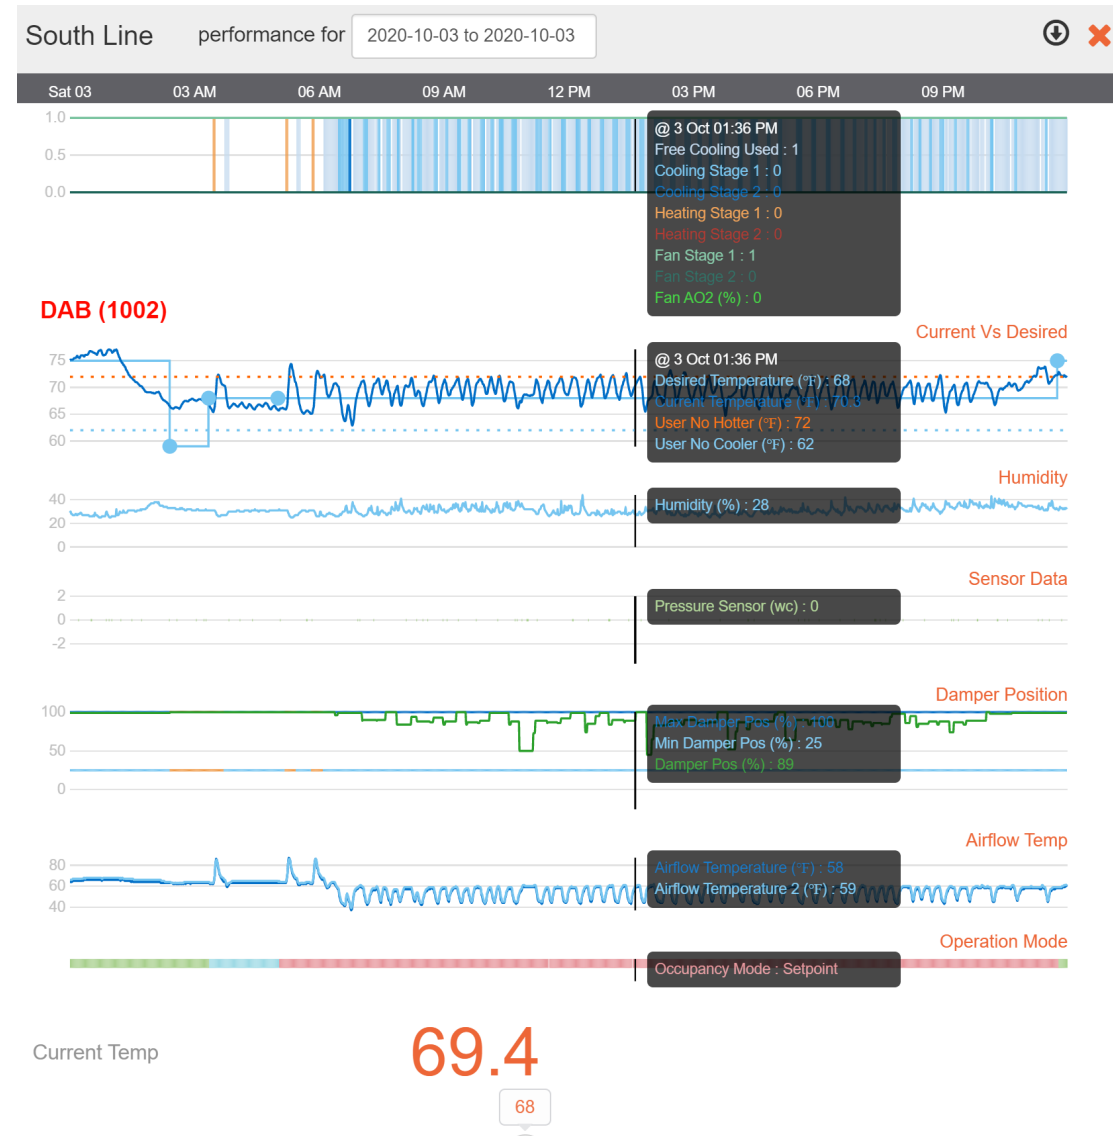 South Line performance for 2020-10-03 to 2020-10-03
Sat 03 03 AM 06 AM 09 AM 12 PM 03 PM 06 PM 09 PM
1.0
0.5
0.0
@ 3 Oct 01:36 PM
Free Cooling Used : 1
Cooling Stage 1 : 0
Cooling Stage 2 : 0
Heating Stage 1 : 0
Heating Stage 2 : 0
Fan Stage 1 : 1
Fan Stage 2 : 0
Fan AO2 (%) : 0
DAB (1002)
Current Vs Desired
75
70
65
60
@ 3 Oct 01:36 PM
Desired Temperature (°F) : 68
Current Temperature (°F) : 70.3
User No Hotter (°F) : 72
User No Cooler (°F) : 62
Humidity
40
20
0
Humidity (%) : 28
Sensor Data
2
0
-2
Pressure Sensor (wc) : 0
Damper Position
100
50
0
Max Damper Pos (%) : 100
Min Damper Pos (%) : 25
Damper Pos (%) : 89
Airflow Temp
80
60
40
Airflow Temperature (°F) : 58
Airflow Temperature 2 (°F) : 59
Operation Mode
Occupancy Mode : Setpoint
Current Temp 69.4
68